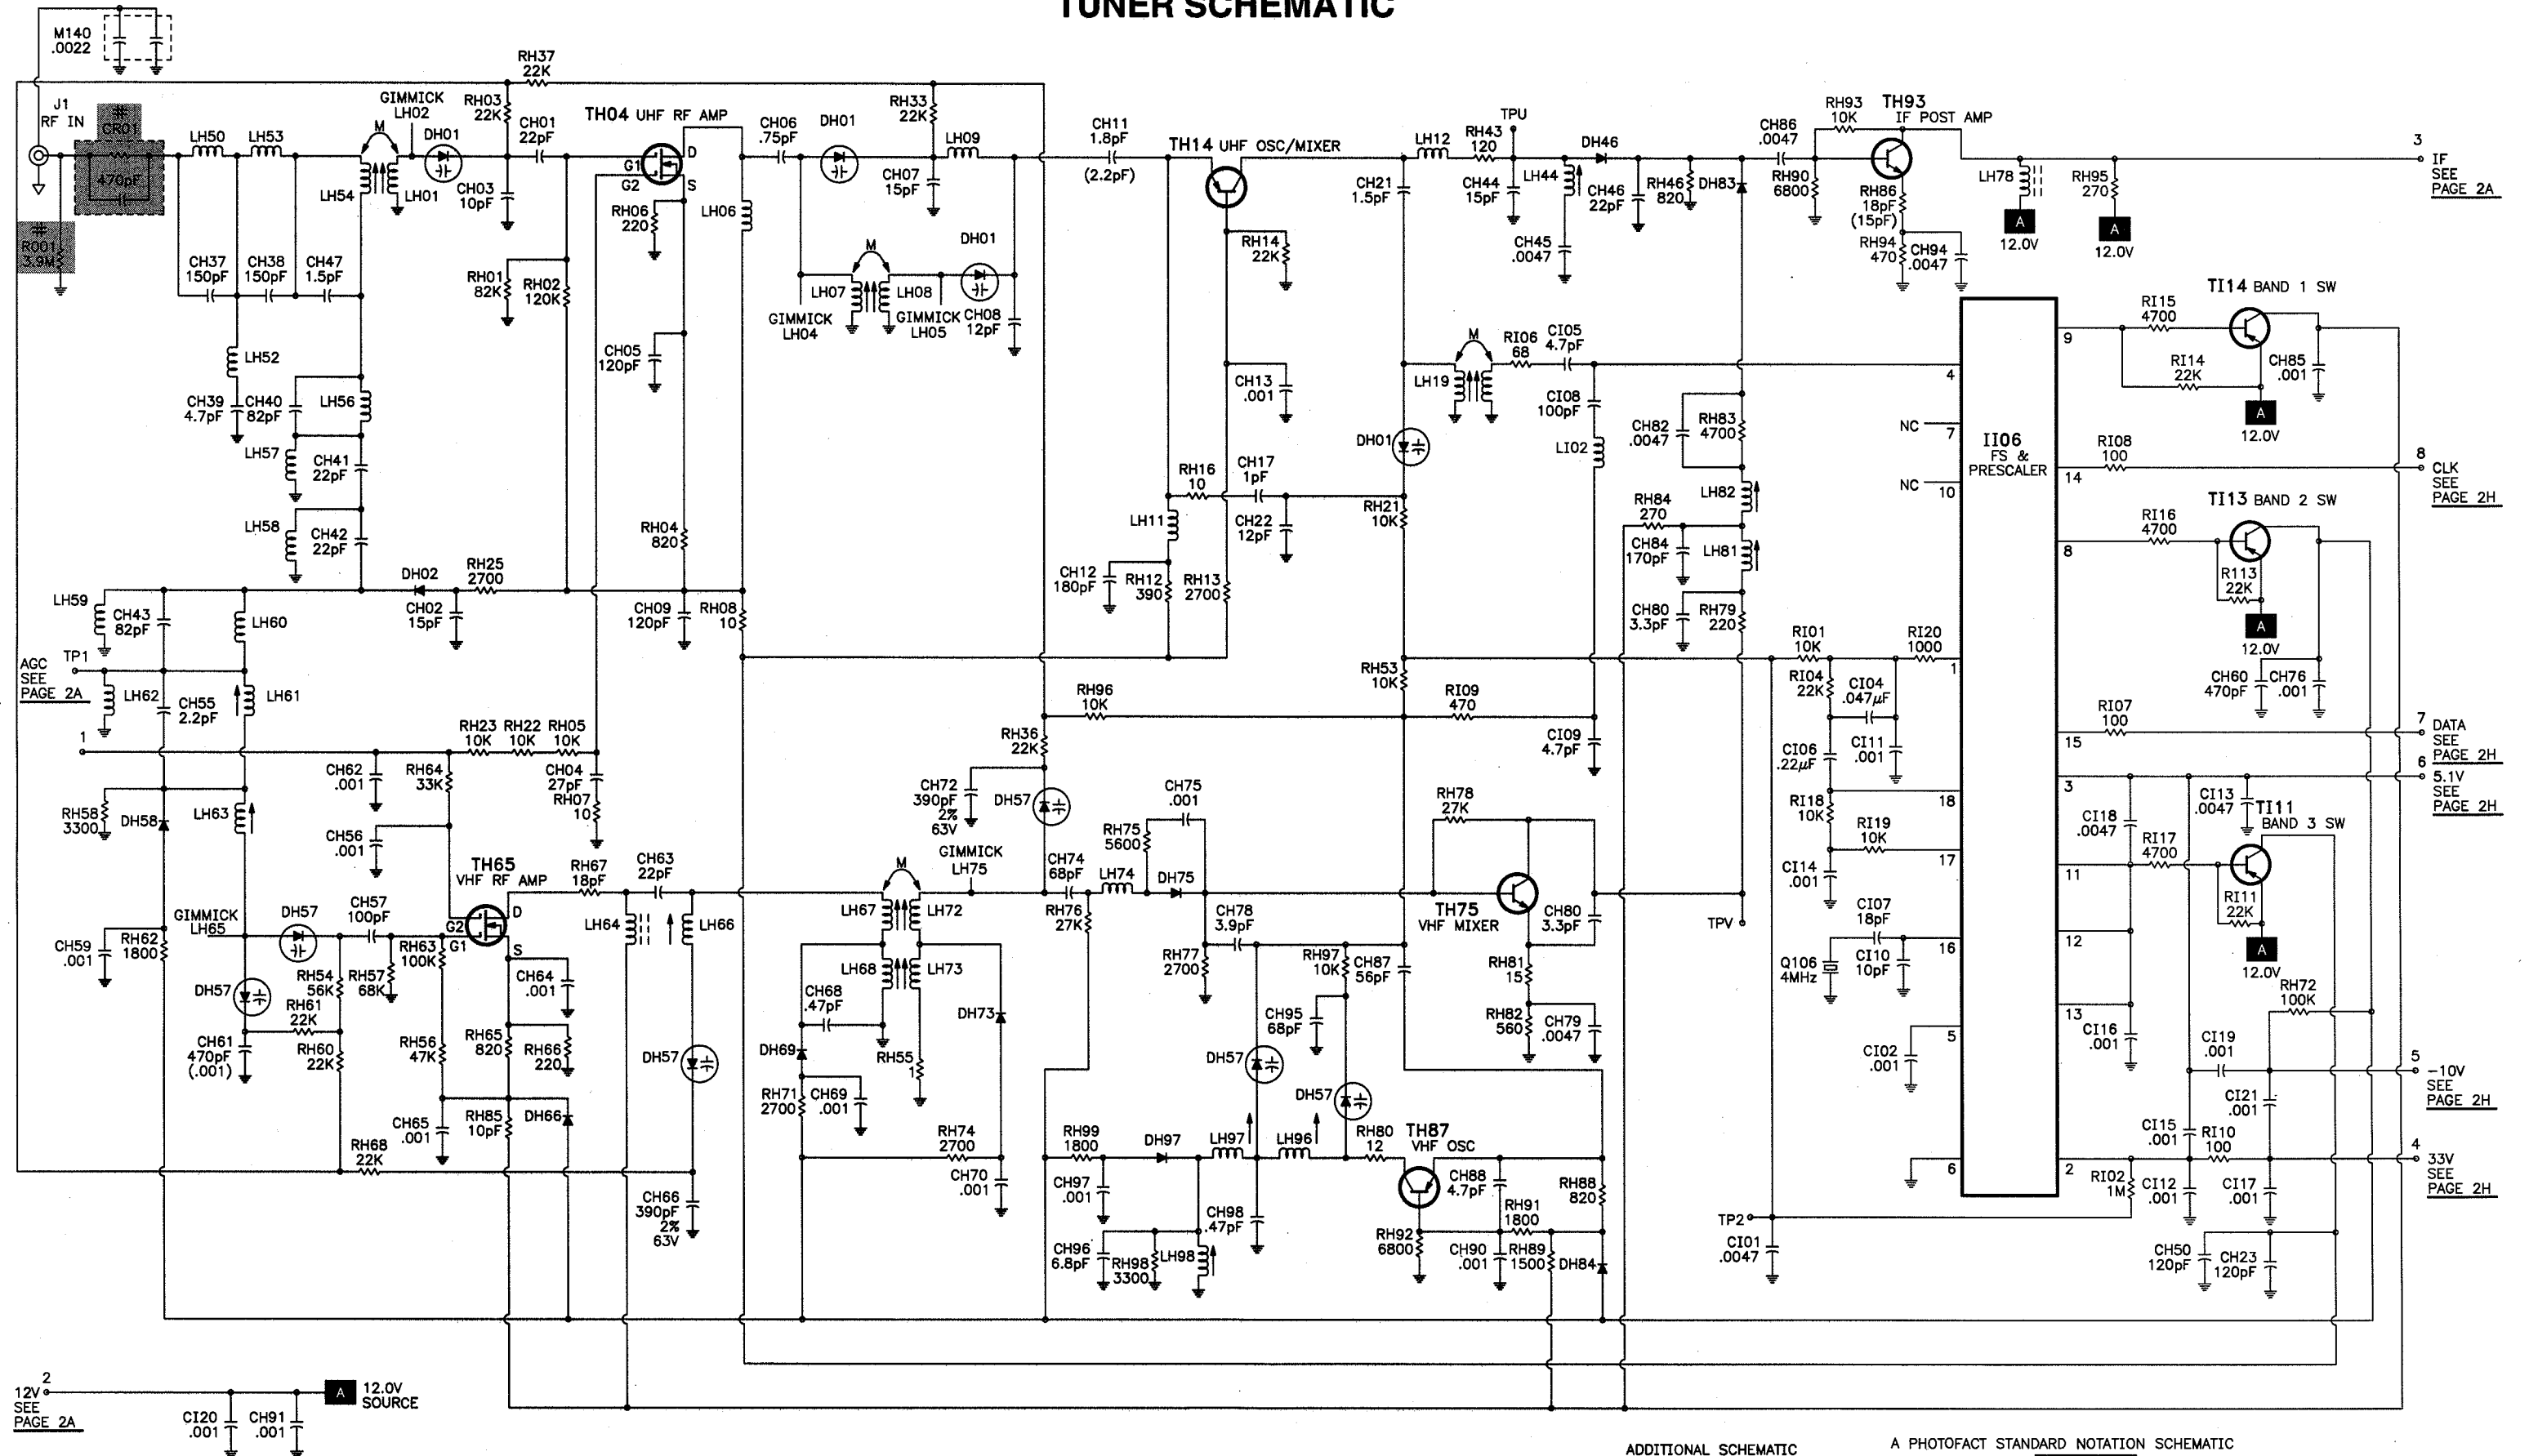 TUNER SCHEMATIC
M140
.0022
J1
RF IN
#
CR01
470pF
#
R001
3.9M
LH50
LH53
GIMMICK
LH02
M
DH01
LH54
LH01
CH37
150pF
CH38
150pF
CH47
1.5pF
LH52
CH39
4.7pF
CH40
82pF
LH56
LH57
CH41
22pF
LH58
CH42
22pF
RH37
22K
RH03
22K
CH01
22pF
CH03
10pF
RH01
82K
RH02
120K
TH04 UHF RF AMP
G1
G2
D
S
RH06
220
LH06
CH05
120pF
RH04
820
CH06
.75pF
DH01
RH33
22K
LH09
CH07
15pF
M
DH01
LH07
LH08
GIMMICK
LH04
GIMMICK
LH05
CH08
12pF
CH11
1.8pF
(2.2pF)
TH14 UHF OSC/MIXER
RH14
22K
CH13
.001
RH16
10
CH17
1pF
LH11
CH22
12pF
CH12
180pF
RH12
390
RH13
2700
CH21
1.5pF
LH12
RH43
120
TPU
CH44
15pF
LH44
DH46
CH45
.0047
CH46
22pF
RH46
820
DH83
CH86
.0047
RH90
6800
RH93
10K
TH93
IF POST AMP
RH86
18pF
(15pF)
RH94
470
CH94
.0047
LH78
A
12.0V
RH95
270
A
12.0V
3
IF
SEE
PAGE 2A
M
LH19
RI06
68
CI05
4.7pF
CI08
100pF
LI02
DH01
RH21
10K
CH82
.0047
RH83
4700
LH82
RH84
270
CH84
170pF
LH81
CH80
3.3pF
RH79
220
4
NC
7
NC
10
II06
FS &
PRESCALER
9
14
8
1
15
3
18
17
11
16
12
13
5
6
2
RI15
4700
TI14 BAND 1 SW
RI14
22K
CH85
.001
A
12.0V
RI08
100
8
CLK
SEE
PAGE 2H
TI13 BAND 2 SW
RI16
4700
R113
22K
A
12.0V
CH60
470pF
CH76
.001
RI07
100
7
DATA
SEE
PAGE 2H
6
5.1V
SEE
PAGE 2H
CI13
.0047
CI18
.0047
TI11
BAND 3 SW
RI17
4700
RI11
22K
A
12.0V
RH72
100K
CI16
.001
CI19
.001
5
-10V
SEE
PAGE 2H
CI21
.001
CI15
.001
RI10
100
4
33V
SEE
PAGE 2H
RI02
1M
CI12
.001
CI17
.001
CH50
120pF
CH23
120pF
DH02
RH25
2700
CH02
15pF
CH09
120pF
RH08
10
LH59
CH43
82pF
LH60
AGC
SEE
PAGE 2A
TP1
LH62
CH55
2.2pF
LH61
1
CH62
.001
RH64
33K
RH23
10K
RH22
10K
RH05
10K
CH04
27pF
RH07
10
RH58
3300
DH58
LH63
CH56
.001
TH65
VHF RF AMP
G2
G1
D
S
RH67
18pF
CH63
22pF
CH57
100pF
GIMMICK
LH65
DH57
RH63
100K
RH54
56K
RH57
68K
CH59
.001
RH62
1800
DH57
RH61
22K
CH61
470pF
(.001)
RH60
22K
RH56
47K
CH64
.001
RH65
820
RH66
220
CH65
.001
RH85
10pF
DH66
RH68
22K
LH64
LH66
DH57
CH66
390pF
2%
63V
M
GIMMICK
LH75
LH67
LH72
LH68
LH73
CH68
.47pF
DH73
DH69
RH55
1
RH71
2700
CH69
.001
RH74
2700
CH70
.001
RH96
10K
RH53
10K
RI09
470
CI09
4.7pF
RH36
22K
CH72
390pF
2%
63V
DH57
CH75
.001
RH75
5600
CH74
68pF
LH74
DH75
RH76
27K
CH78
3.9pF
RH77
2700
RH97
10K
CH87
56pF
CH95
68pF
DH57
DH57
RH78
27K
TH75
VHF MIXER
CH80
3.3pF
TPV
RH81
15
RH82
560
CH79
.0047
RH99
1800
DH97
LH97
LH96
RH80
12
TH87
VHF OSC
CH97
.001
CH98
.47pF
CH96
6.8pF
RH98
3300
LH98
CH88
4.7pF
RH88
820
RH91
1800
RH92
6800
CH90
.001
RH89
1500
DH84
RI01
10K
RI20
1000
RI04
22K
CI04
.047µF
CI06
.22µF
CI11
.001
RI18
10K
RI19
10K
CI14
.001
CI07
18pF
Q106
4MHz
CI10
10pF
CI02
.001
TP2
CI01
.0047
2
12V
SEE
PAGE 2A
A
12.0V
SOURCE
CI20
.001
CH91
.001
ADDITIONAL SCHEMATIC
A PHOTOFACT STANDARD NOTATION SCHEMATIC